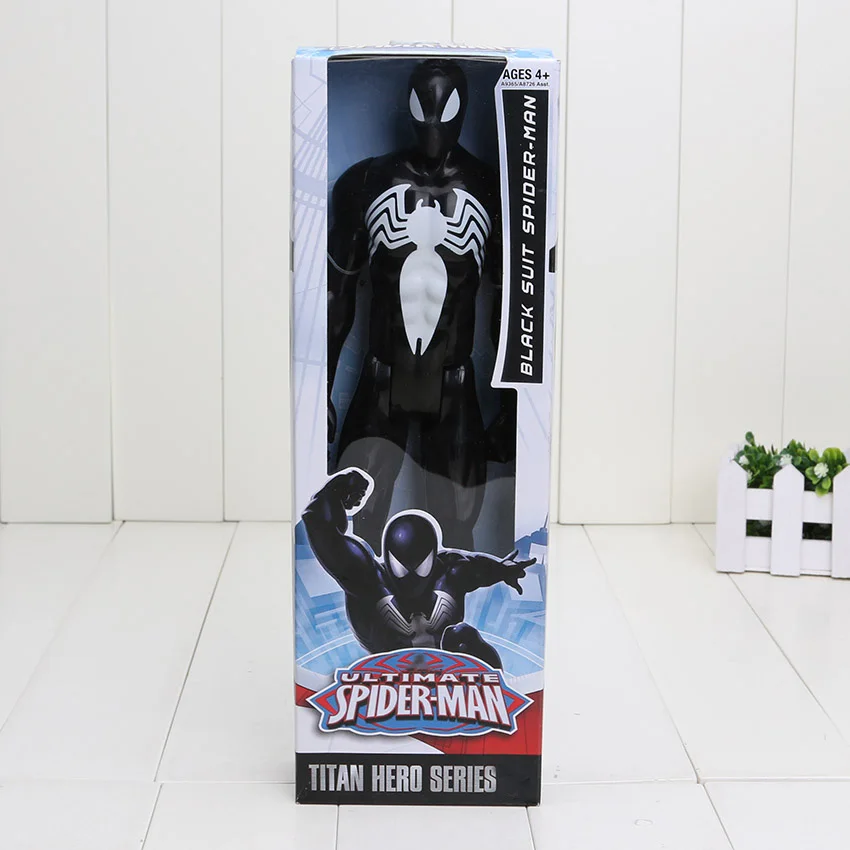 AGES 4+
A9365/A8726 Asst.
BLACK SUIT SPIDER-MAN
ULTIMATE
SPIDER-MAN
TITAN HERO SERIES